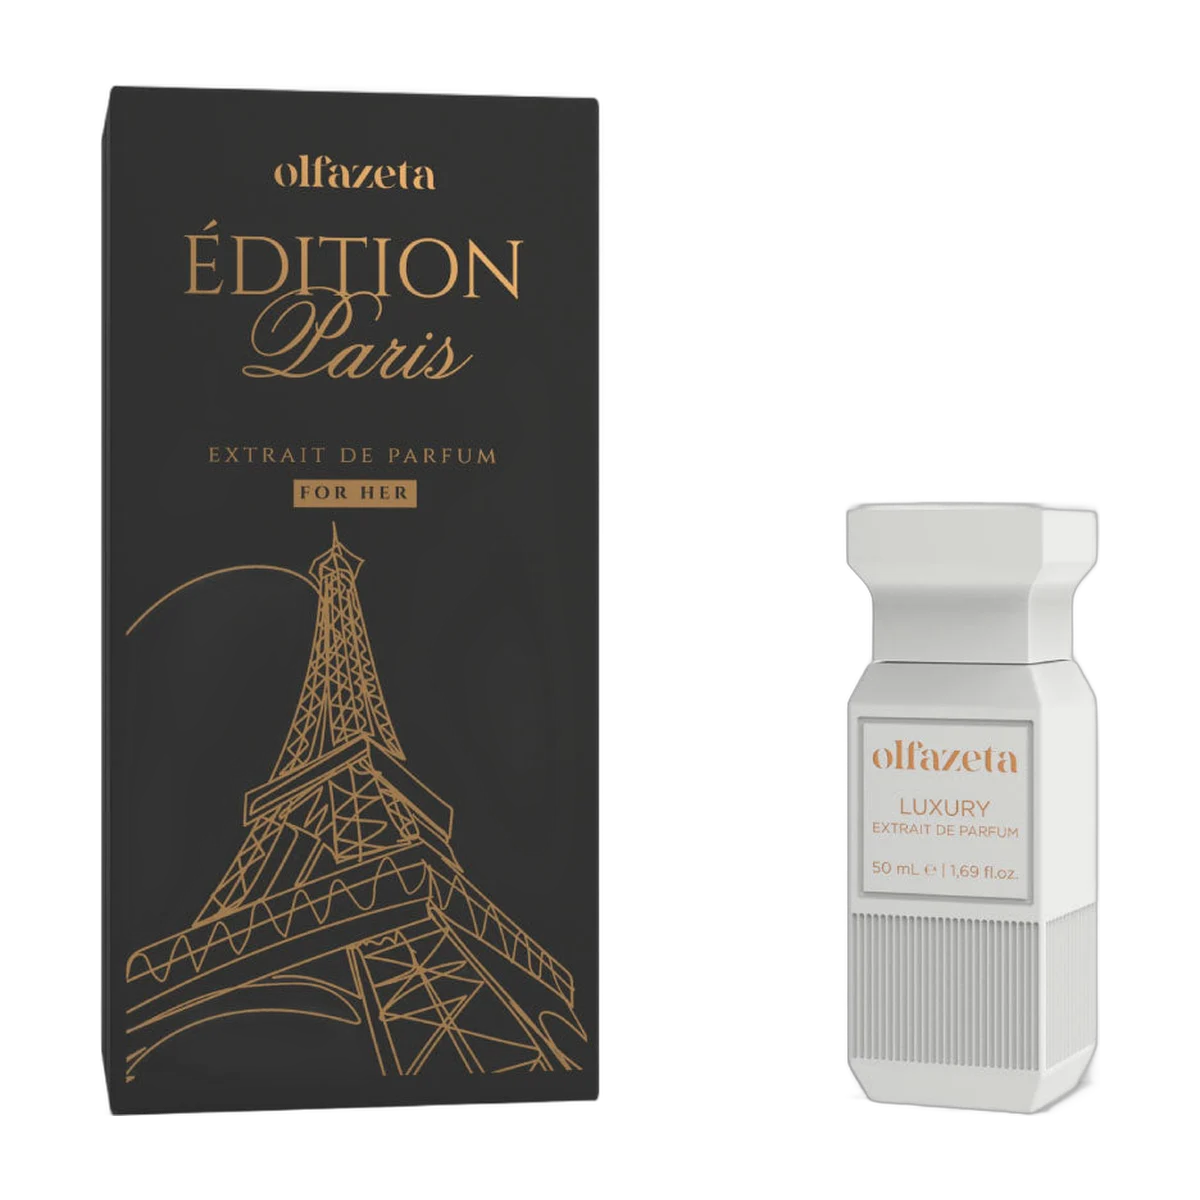 olfazeta
ÉDITION
Paris
EXTRAIT DE PARFUM
FOR HER
olfazeta
LUXURY
EXTRAIT DE PARFUM
50 mL ℮ | 1,69 fl.oz.